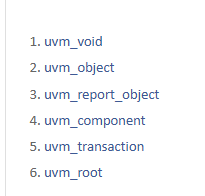 1. uvm_void
2. uvm_object
3. uvm_report_object
4. uvm_component
5. uvm_transaction
6. uvm_root